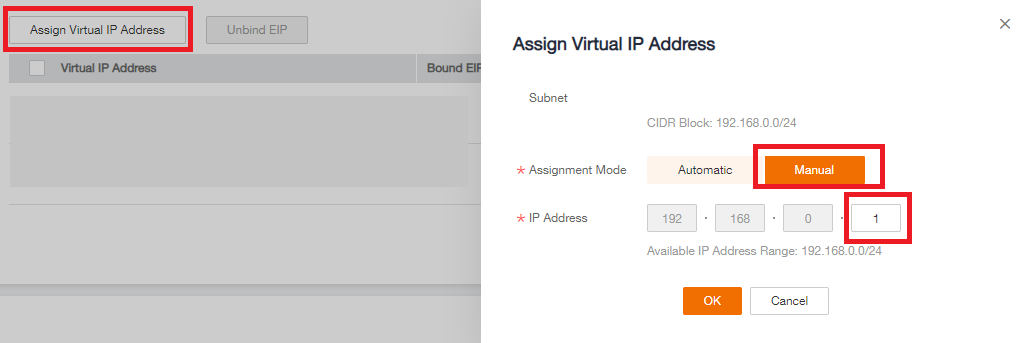 Assign Virtual IP Address
Unbind EIP
Virtual IP Address
Bound EIP
Assign Virtual IP Address
Subnet
CIDR Block: 192.168.0.0/24
* Assignment Mode
Automatic
Manual
* IP Address
192 · 168 · 0 · 1
Available IP Address Range: 192.168.0.0/24
OK
Cancel